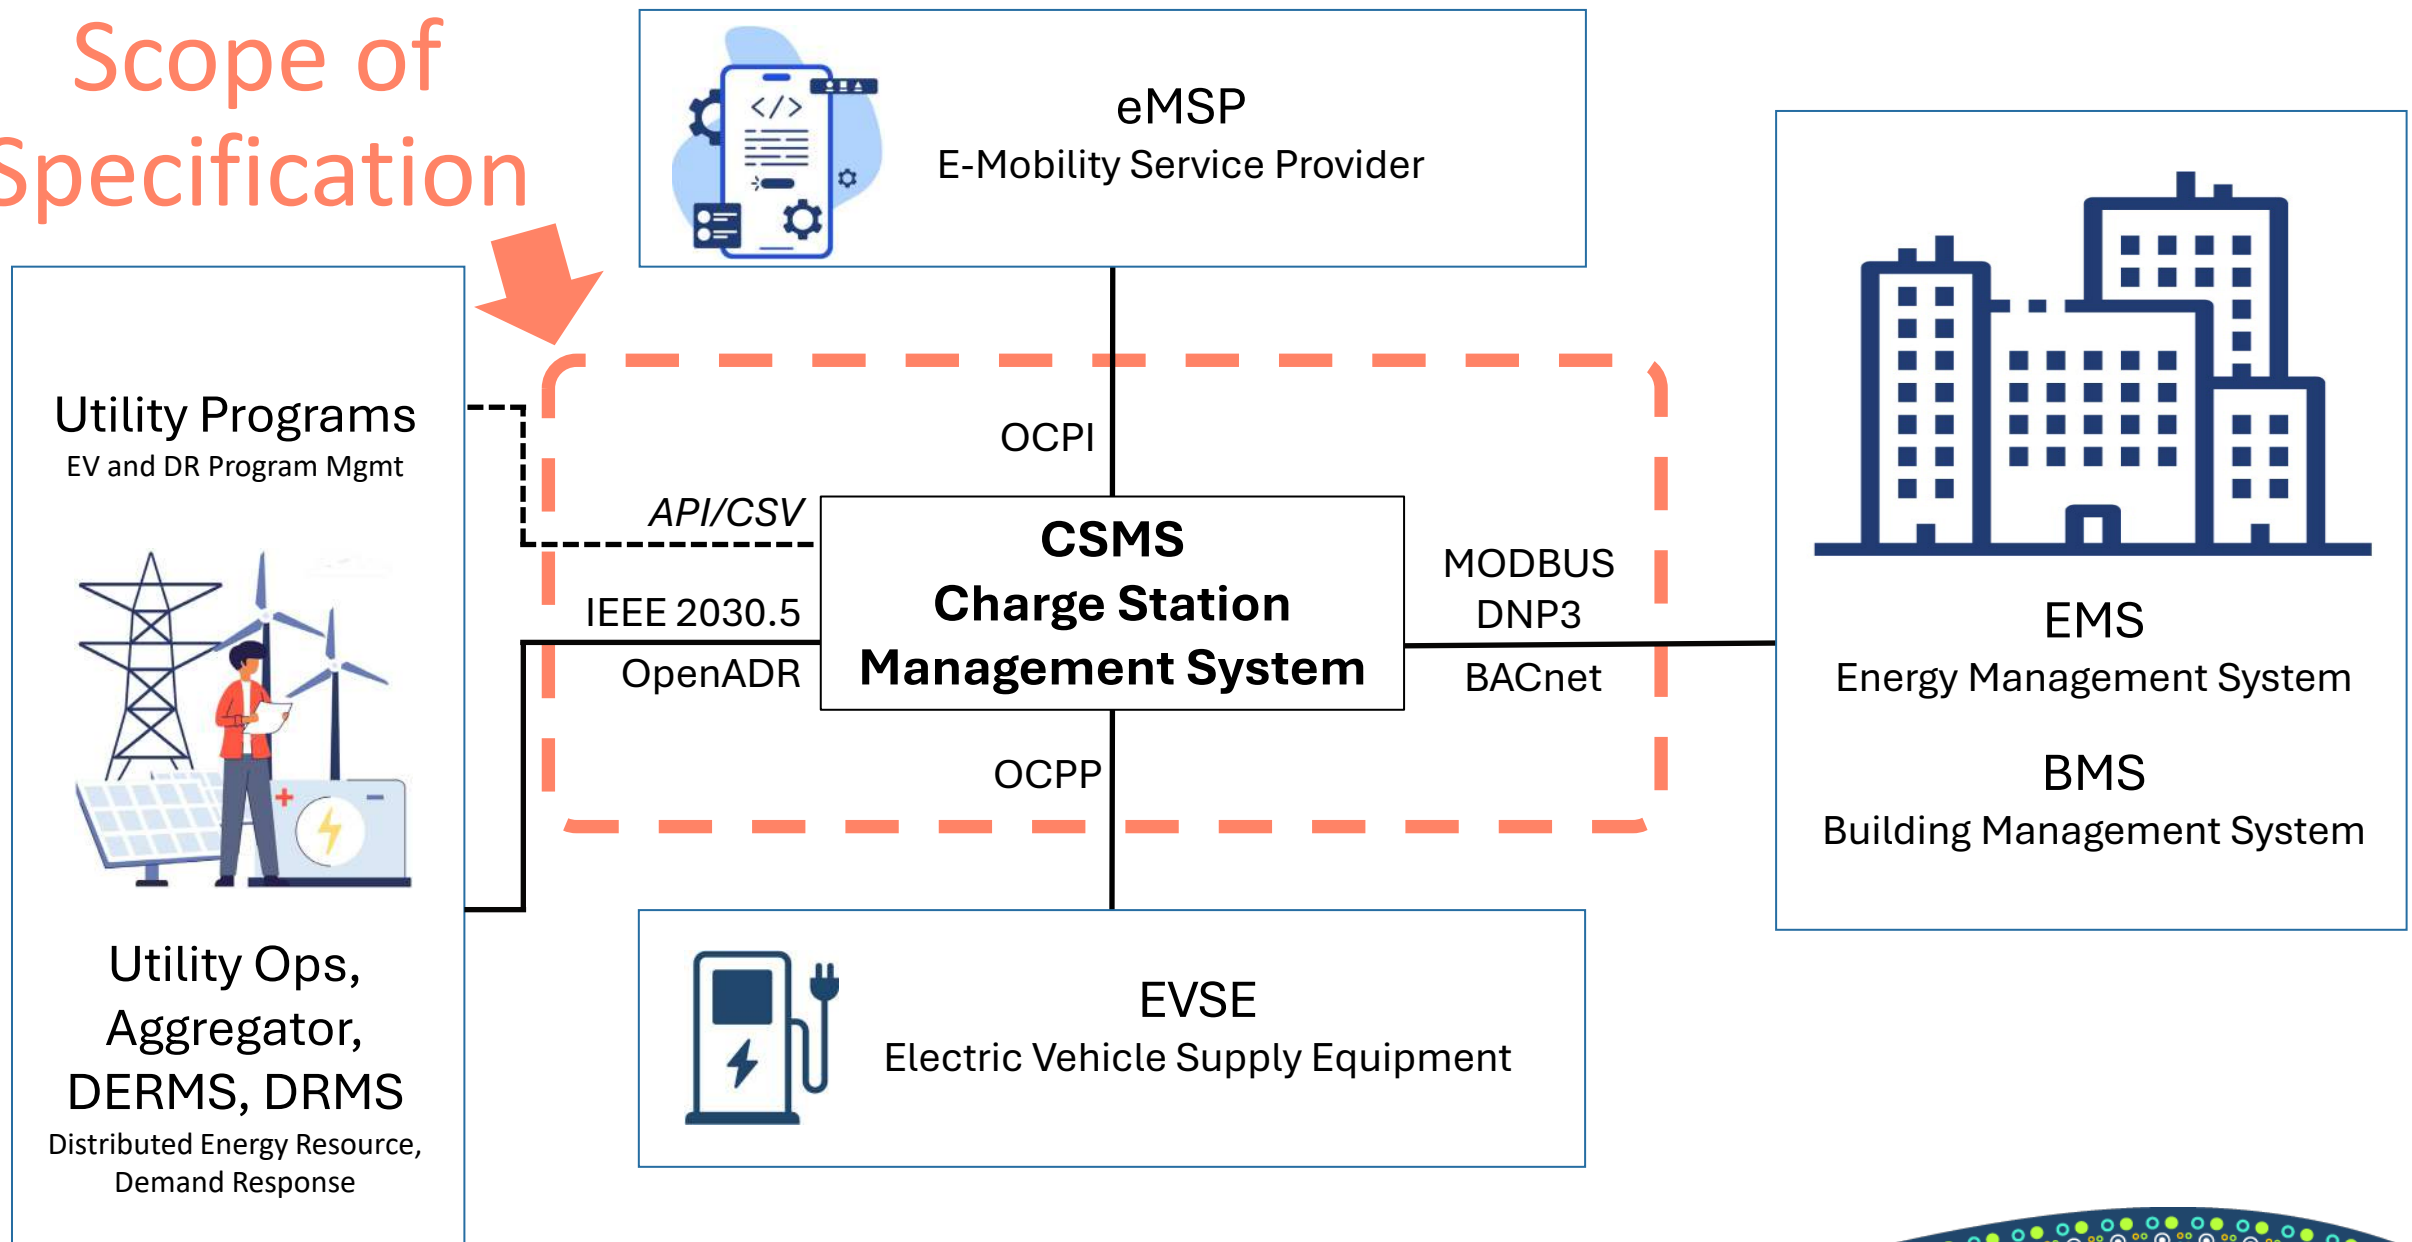 Scope of
Specification
eMSP
E-Mobility Service Provider
Utility Programs
EV and DR Program Mgmt
Utility Ops,
Aggregator,
DERMS, DRMS
Distributed Energy Resource,
Demand Response
OCPI
API/CSV
IEEE 2030.5
OpenADR
CSMS
Charge Station
Management System
MODBUS
DNP3
BACnet
OCPP
EMS
Energy Management System
BMS
Building Management System
EVSE
Electric Vehicle Supply Equipment